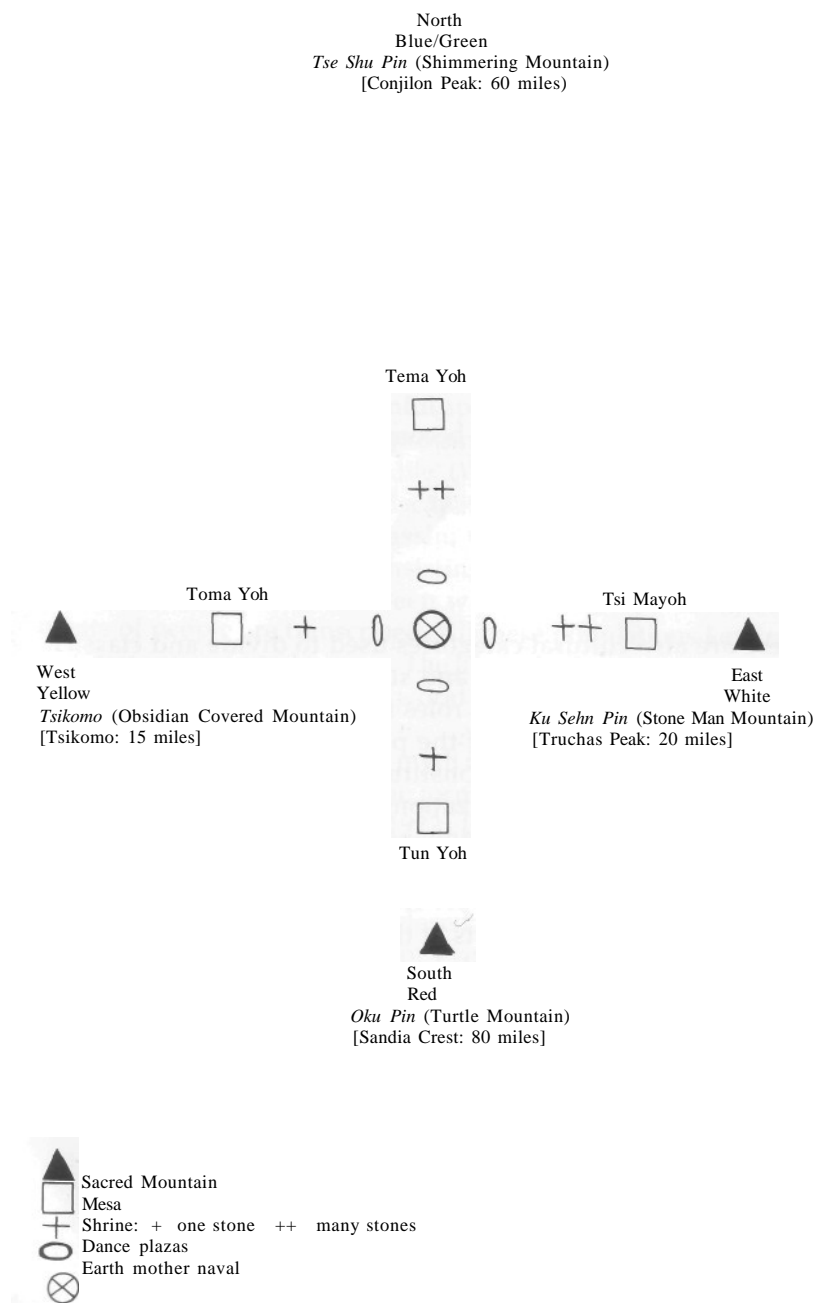 North
Blue/Green
Tse Shu Pin (Shimmering Mountain)
[Conjilon Peak: 60 miles)
Tema Yoh
++
Toma Yoh
+
Tsi Mayoh
++
West
Yellow
Tsikomo (Obsidian Covered Mountain)
[Tsikomo: 15 miles]
East
White
Ku Sehn Pin (Stone Man Mountain)
[Truchas Peak: 20 miles]
+
Tun Yoh
South
Red
Oku Pin (Turtle Mountain)
[Sandia Crest: 80 miles]
Sacred Mountain
Mesa
+ Shrine: + one stone ++ many stones
Dance plazas
Earth mother naval